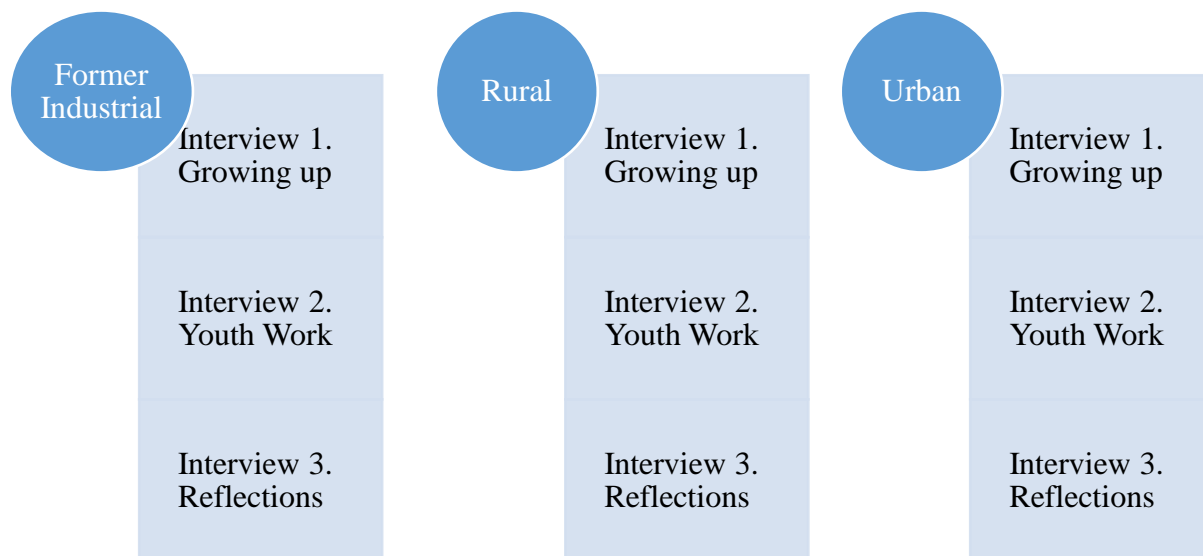 Former
Industrial
Interview 1.
Growing up
Interview 2.
Youth Work
Interview 3.
Reflections
Rural
Interview 1.
Growing up
Interview 2.
Youth Work
Interview 3.
Reflections
Urban
Interview 1.
Growing up
Interview 2.
Youth Work
Interview 3.
Reflections